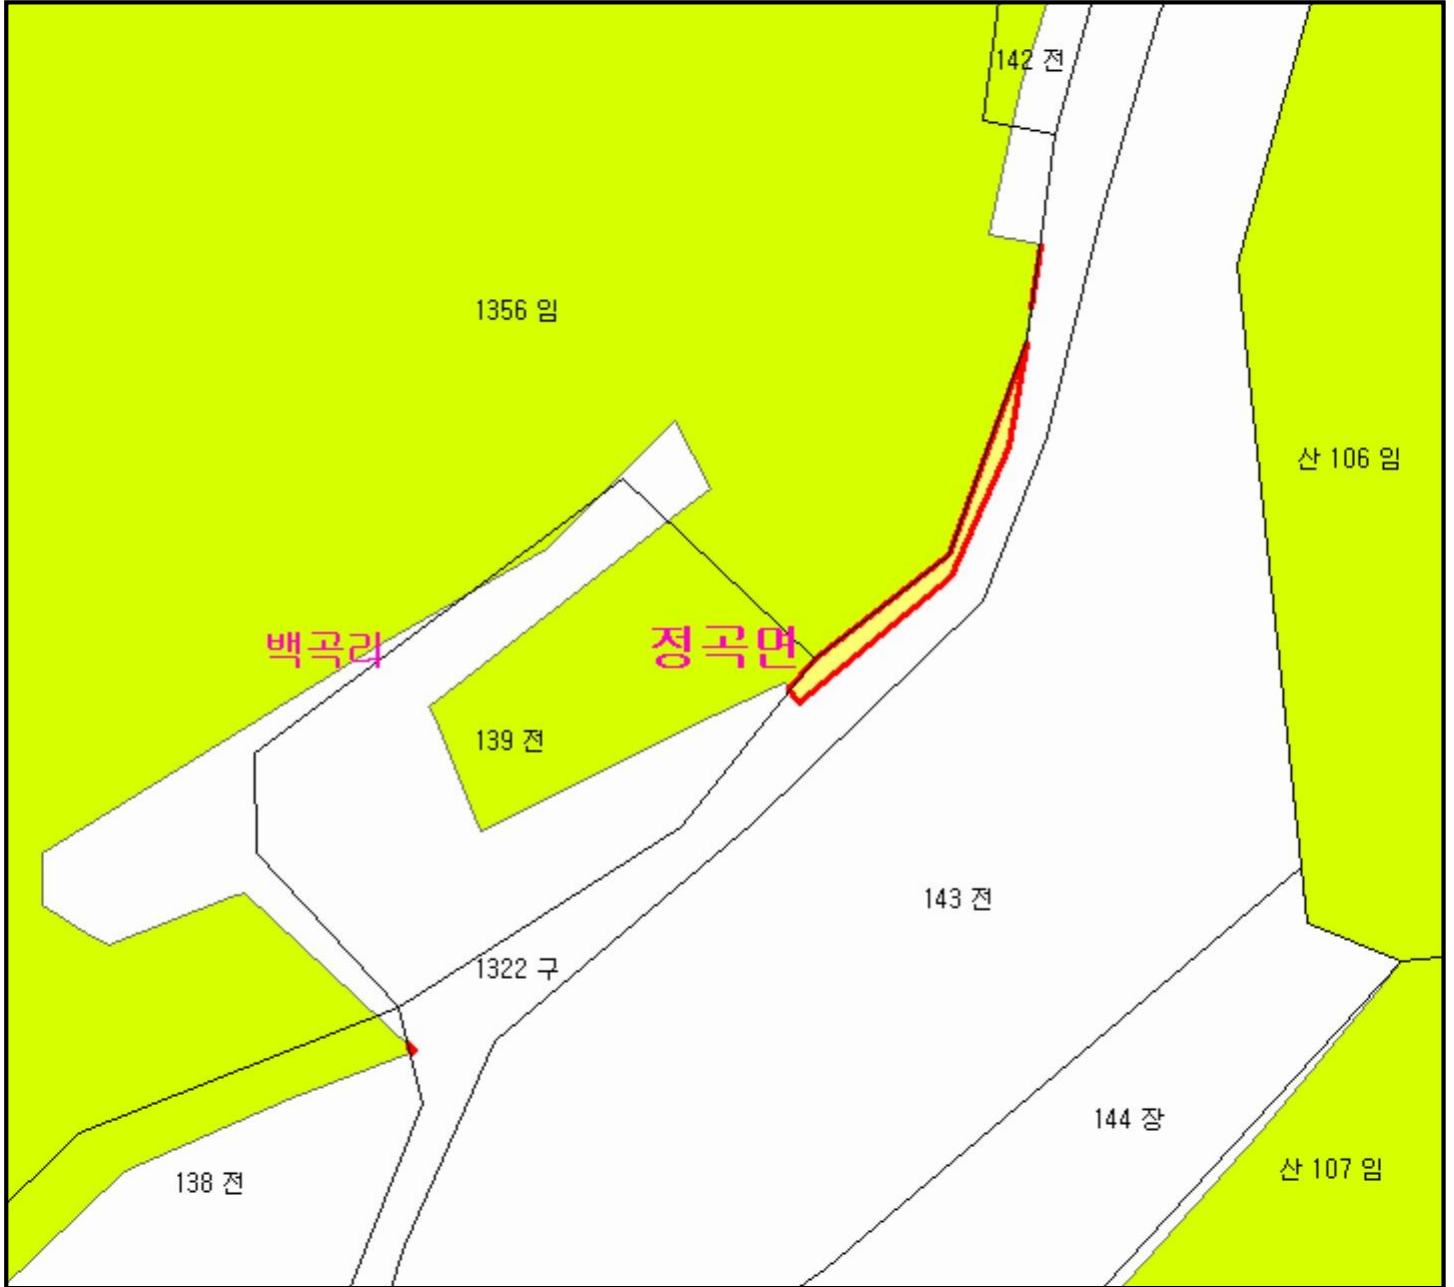 142 전
1356 임
산 106 임
백곡리
정곡면
139 전
143 전
1322 구
144 장
산 107 임
138 전